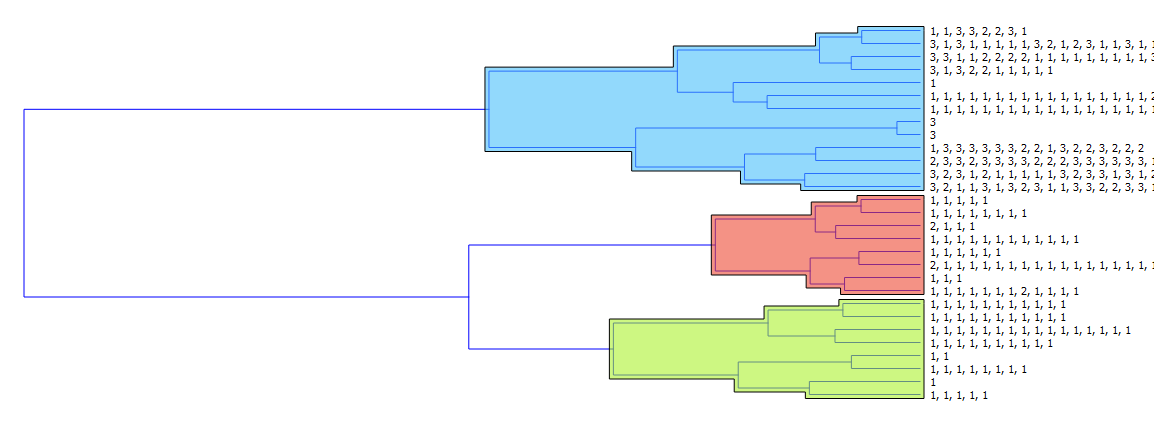 1, 1, 3, 3, 2, 2, 3, 1
3, 1, 3, 1, 1, 1, 1, 1, 3, 2, 1, 2, 3, 1, 1, 3, 1, 1
3, 3, 1, 1, 2, 2, 2, 2, 1, 1, 1, 1, 1, 1, 1, 1, 1, 3
3, 1, 3, 2, 2, 1, 1, 1, 1, 1
1
1, 1, 1, 1, 1, 1, 1, 1, 1, 1, 1, 1, 1, 1, 1, 1, 1, 2
1, 1, 1, 1, 1, 1, 1, 1, 1, 1, 1, 1, 1, 1, 1, 1, 1, 1
3
3
1, 3, 3, 3, 3, 3, 3, 2, 2, 1, 3, 2, 2, 3, 2, 2, 2
2, 3, 3, 2, 3, 3, 3, 3, 2, 2, 2, 3, 3, 3, 3, 3, 3, 1
3, 2, 3, 1, 2, 1, 1, 1, 1, 1, 3, 2, 3, 3, 1, 3, 1, 2
3, 2, 1, 1, 3, 1, 3, 2, 3, 1, 1, 3, 3, 2, 2, 3, 3, 1
1, 1, 1, 1, 1
1, 1, 1, 1, 1, 1, 1, 1
2, 1, 1, 1
1, 1, 1, 1, 1, 1, 1, 1, 1, 1, 1, 1
1, 1, 1, 1, 1, 1
2, 1, 1, 1, 1, 1, 1, 1, 1, 1, 1, 1, 1, 1, 1, 1, 1, 1
1, 1, 1
1, 1, 1, 1, 1, 1, 1, 2, 1, 1, 1, 1
1, 1, 1, 1, 1, 1, 1, 1, 1, 1, 1
1, 1, 1, 1, 1, 1, 1, 1, 1, 1, 1
1, 1, 1, 1, 1, 1, 1, 1, 1, 1, 1, 1, 1, 1, 1, 1
1, 1, 1, 1, 1, 1, 1, 1, 1, 1
1, 1
1, 1, 1, 1, 1, 1, 1, 1
1
1, 1, 1, 1, 1